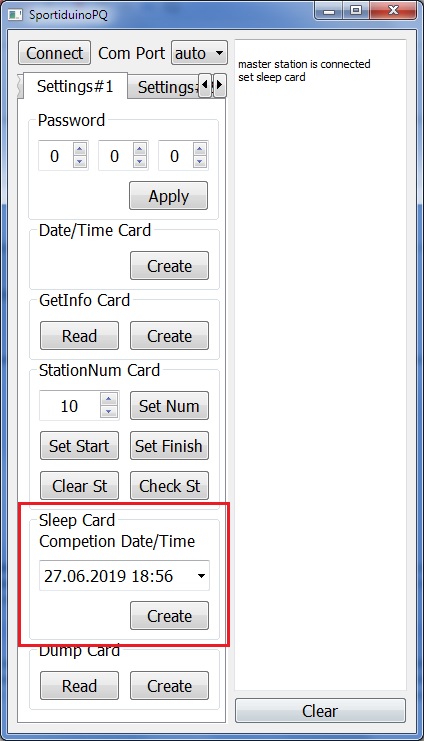 SportiduinoPQ
Connect Com Port auto
Settings#1 Settings#
Password
0 0 0
Apply
Date/Time Card
Create
GetInfo Card
Read Create
StationNum Card
10 Set Num
Set Start Set Finish
Clear St Check St
Sleep Card
Competion Date/Time
27.06.2019 18:56
Create
Dump Card
Read Create
master station is connected
set sleep card
Clear